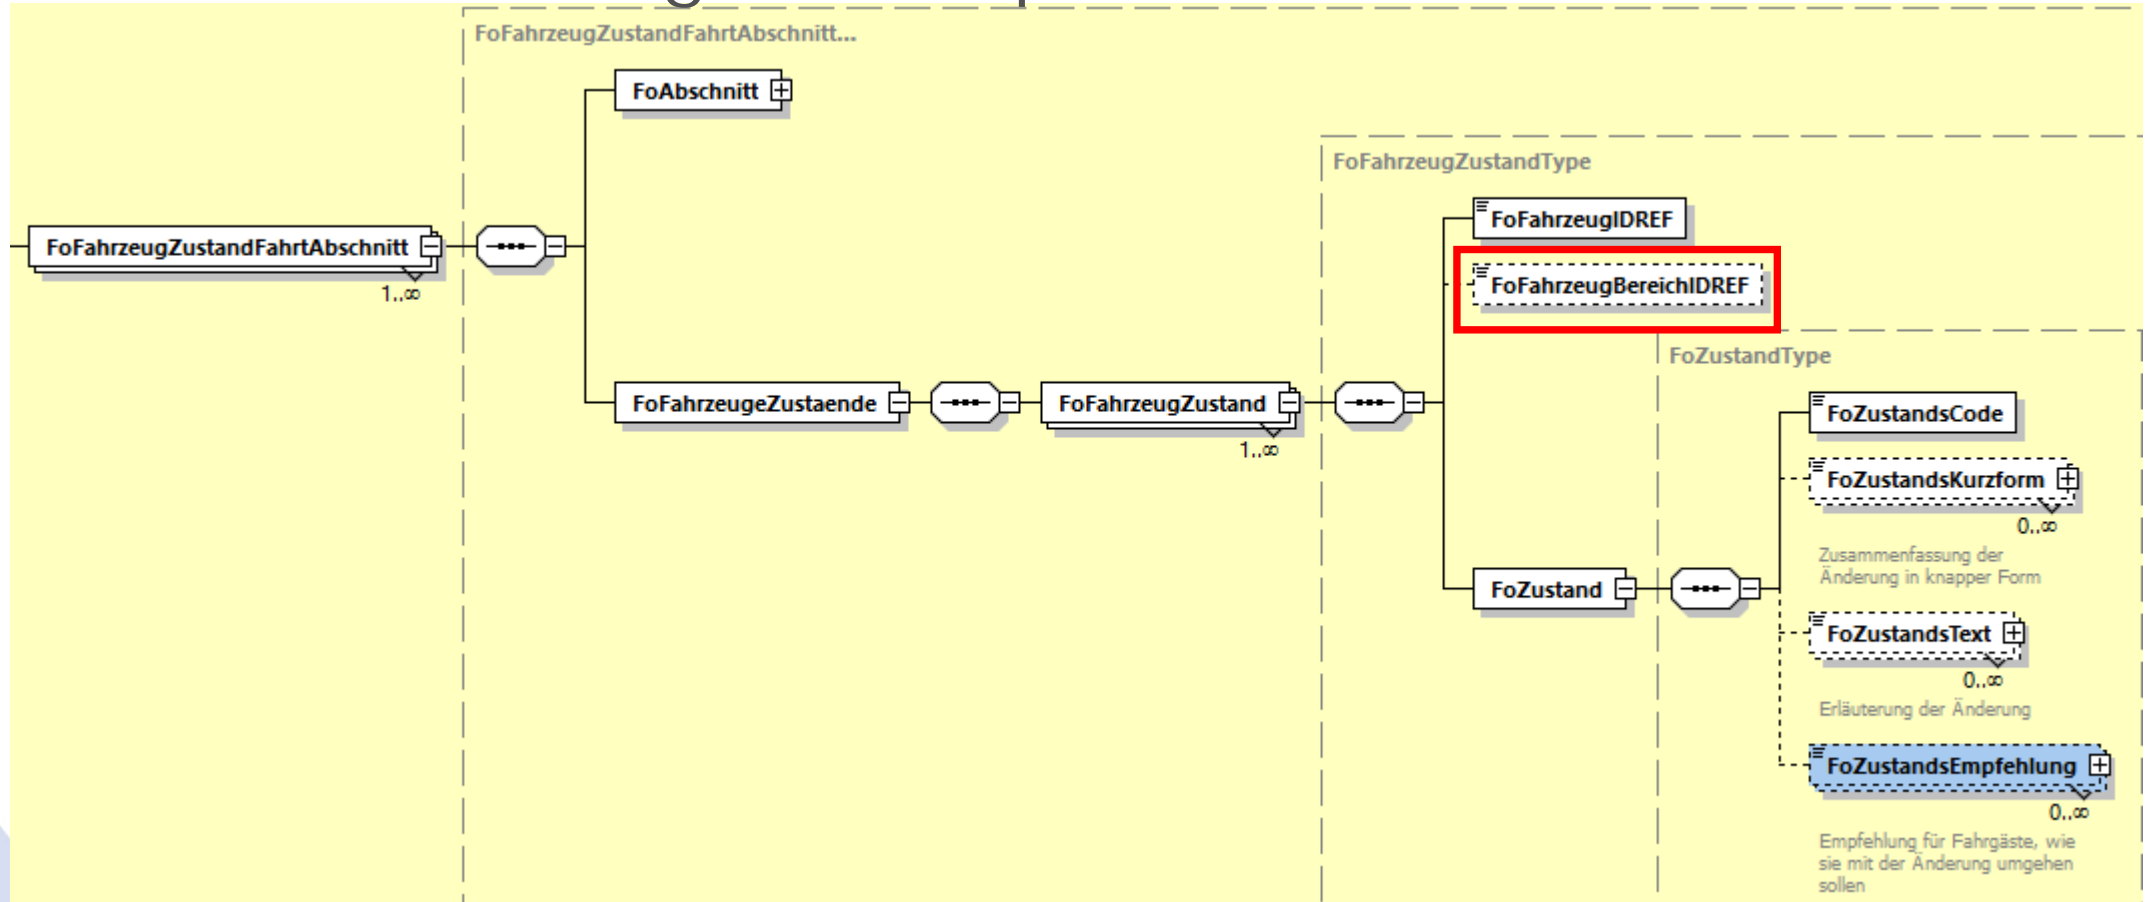 FoFahrzeugZustandFahrtAbschnitt...
FoAbschnitt
FoFahrzeugZustandType
FoFahrzeugIDREF
FoFahrzeugZustandFahrtAbschnitt
1..∞
FoFahrzeugBereichIDREF
FoZustandType
FoFahrzeugeZustaende
FoFahrzeugZustand
1..∞
FoZustandsCode
FoZustandsKurzform
0..∞
Zusammenfassung der
Änderung in knapper Form
FoZustand
FoZustandsText
0..∞
Erläuterung der Änderung
FoZustandsEmpfehlung
0..∞
Empfehlung für Fahrgäste, wie
sie mit der Änderung umgehen
sollen